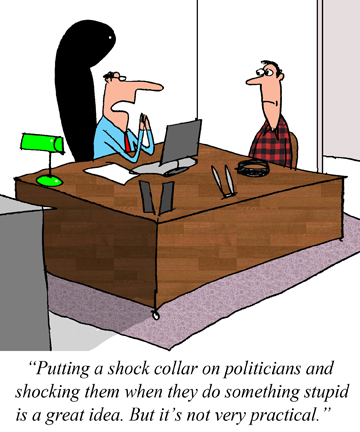 “Putting a shock collar on politicians and
shocking them when they do something stupid
is a great idea. But it’s not very practical.”